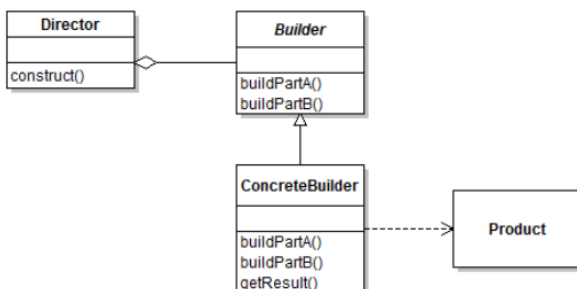 Director
construct()
Builder
buildPartA()
buildPartB()
ConcreteBuilder
buildPartA()
buildPartB()
getResult()
Product